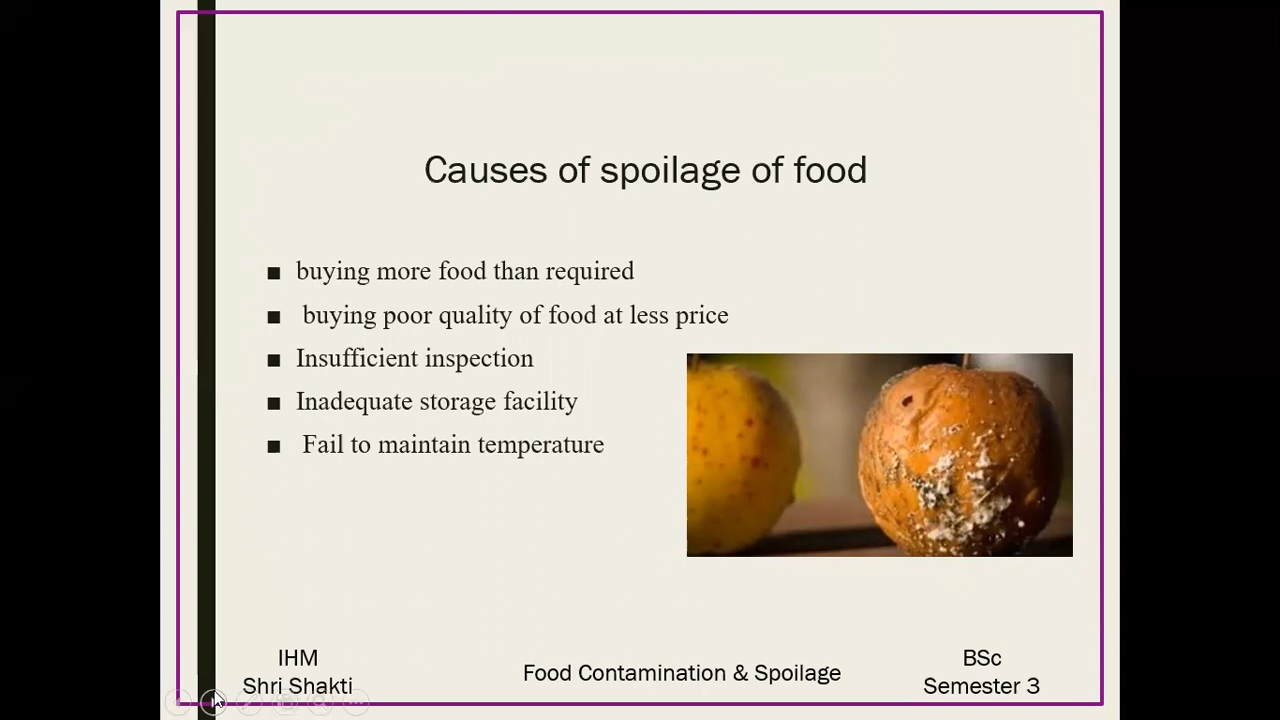 Causes of spoilage of food
■ buying more food than required
■ buying poor quality of food at less price
■ Insufficient inspection
■ Inadequate storage facility
■ Fail to maintain temperature
IHM
Shri Shakti
Food Contamination & Spoilage
BSc
Semester 3